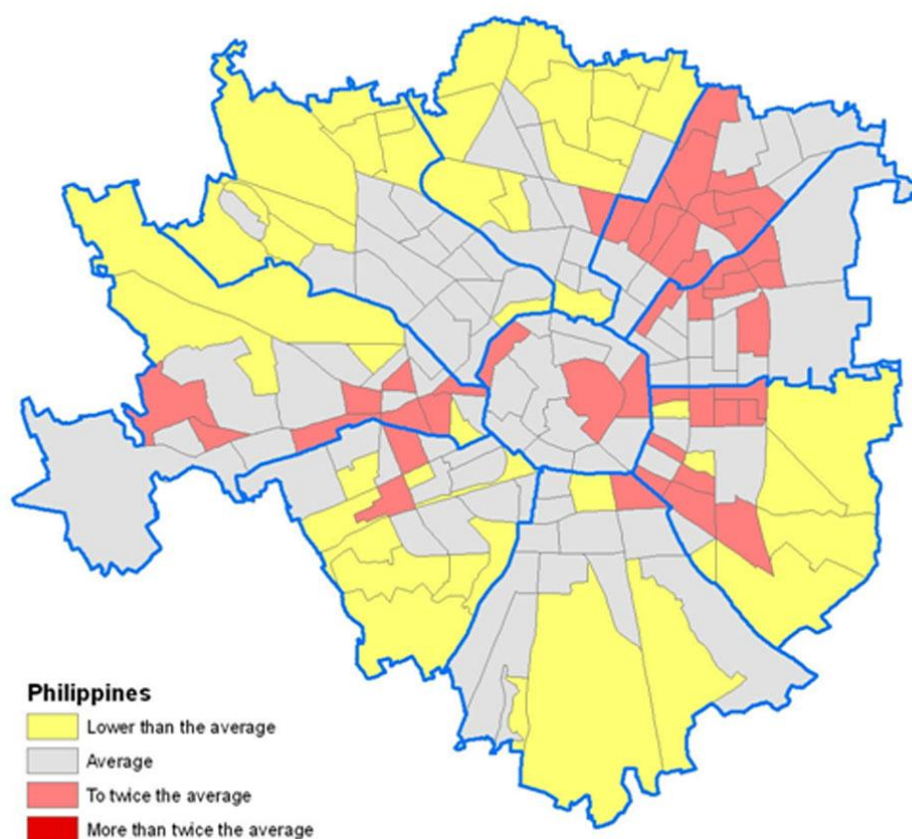 Philippines
Lower than the average
Average
To twice the average
More than twice the average